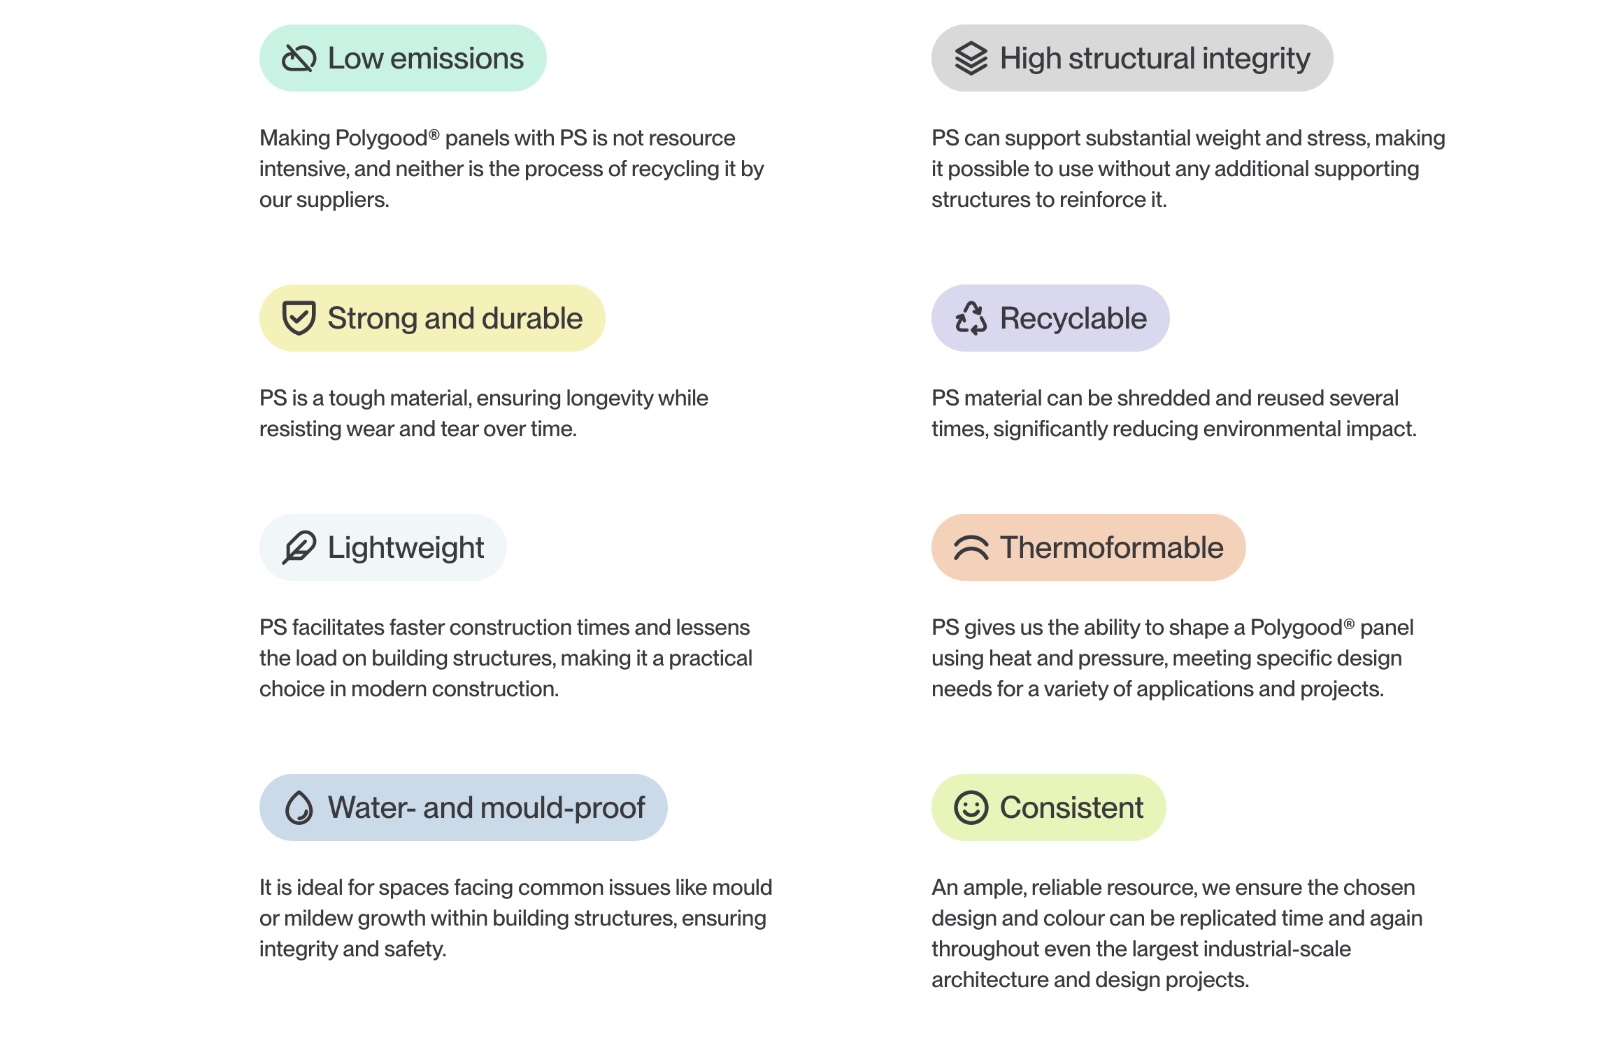 Low emissions
Making Polygood® panels with PS is not resource
intensive, and neither is the process of recycling it by
our suppliers.
High structural integrity
PS can support substantial weight and stress, making
it possible to use without any additional supporting
structures to reinforce it.
Strong and durable
PS is a tough material, ensuring longevity while
resisting wear and tear over time.
Recyclable
PS material can be shredded and reused several
times, significantly reducing environmental impact.
Lightweight
PS facilitates faster construction times and lessens
the load on building structures, making it a practical
choice in modern construction.
Thermoformable
PS gives us the ability to shape a Polygood® panel
using heat and pressure, meeting specific design
needs for a variety of applications and projects.
Water- and mould-proof
It is ideal for spaces facing common issues like mould
or mildew growth within building structures, ensuring
integrity and safety.
Consistent
An ample, reliable resource, we ensure the chosen
design and colour can be replicated time and again
throughout even the largest industrial-scale
architecture and design projects.